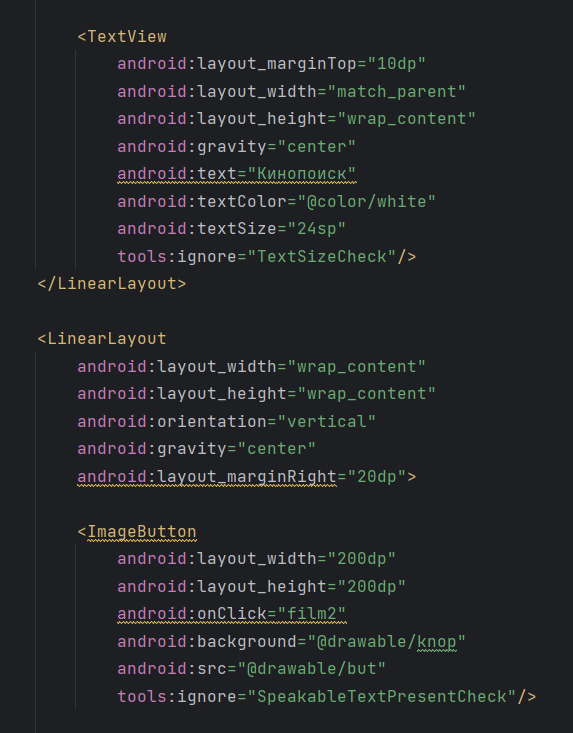 <TextView
android:layout_marginTop="10dp"
android:layout_width="match_parent"
android:layout_height="wrap_content"
android:gravity="center"
android:text="Кинопоиск"
android:textColor="@color/white"
android:textSize="24sp"
tools:ignore="TextSizeCheck"/>
</LinearLayout>
<LinearLayout
android:layout_width="wrap_content"
android:layout_height="wrap_content"
android:orientation="vertical"
android:gravity="center"
android:layout_marginRight="20dp">
<ImageButton
android:layout_width="200dp"
android:layout_height="200dp"
android:onClick="film2"
android:background="@drawable/knop"
android:src="@drawable/but"
tools:ignore="SpeakableTextPresentCheck"/>